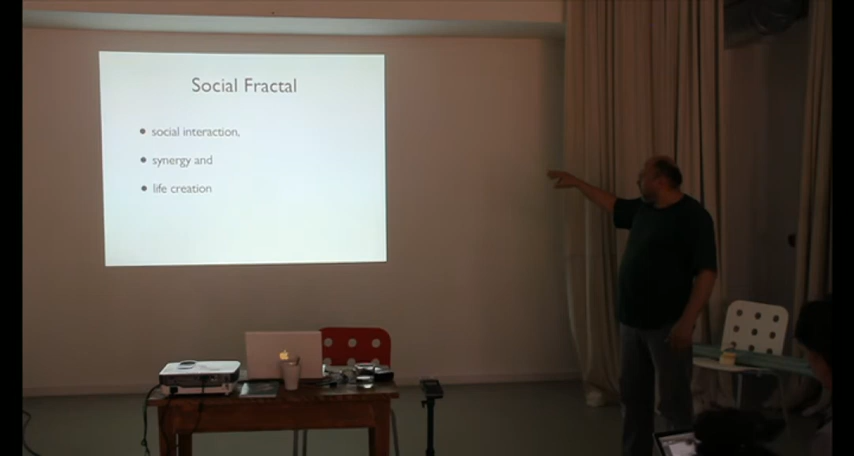 Social Fractal
• social interaction,
• synergy and
• life creation